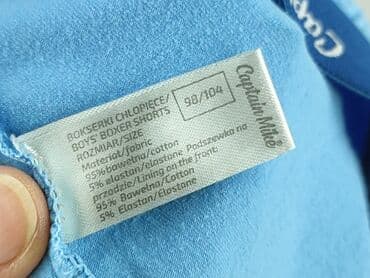 BOKSERKI CHŁOPIĘCE/
BOYS' BOXER SHORTS
ROZMIAR/SIZE
98/104
Captain Mike®
Materiał/fabric
95% bawełna/cotton
5% elastan/elastane Podszewka na
przodzie/Lining on the front:
95% Bawełna/Cotton
5% Elastan/Elastane
Cap